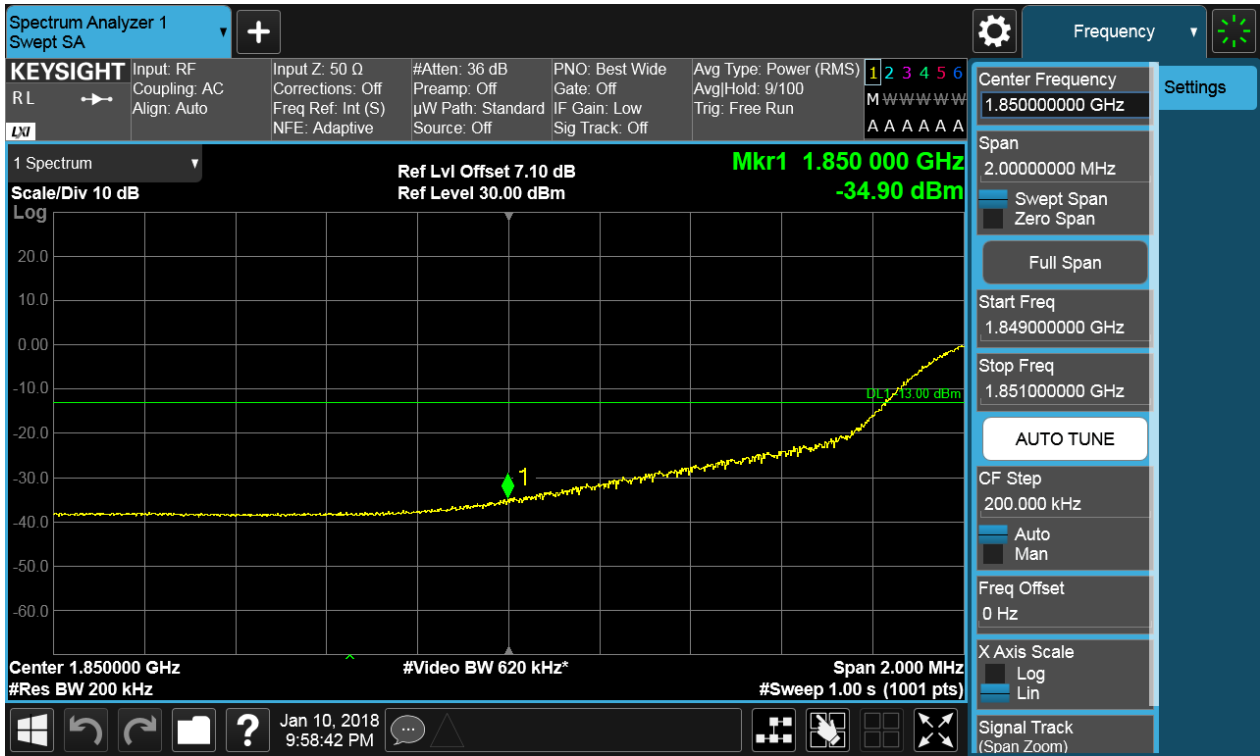 Spectrum Analyzer 1
Swept SA
+
Frequency
KEYSIGHT
R L
LXI
Input: RF
Coupling: AC
Align: Auto
Input Z: 50 Ω
Corrections: Off
Freq Ref: Int (S)
NFE: Adaptive
#Atten: 36 dB
Preamp: Off
µW Path: Standard
Source: Off
PNO: Best Wide
Gate: Off
IF Gain: Low
Sig Track: Off
Avg Type: Power (RMS)
Avg|Hold: 9/100
Trig: Free Run
1 2 3 4 5 6
M W W W W W
A A A A A A
1 Spectrum
Scale/Div 10 dB
Log
Ref Lvl Offset 7.10 dB
Ref Level 30.00 dBm
Mkr1 1.850 000 GHz
-34.90 dBm
20.0
10.0
0.00
-10.0
-20.0
-30.0
-40.0
-50.0
-60.0
DL1 -13.00 dBm
1
Center 1.850000 GHz
#Res BW 200 kHz
#Video BW 620 kHz*
Span 2.000 MHz
#Sweep 1.00 s (1001 pts)
Center Frequency
1.850000000 GHz
Span
2.00000000 MHz
Swept Span
Zero Span
Full Span
Start Freq
1.849000000 GHz
Stop Freq
1.851000000 GHz
AUTO TUNE
CF Step
200.000 kHz
Auto
Man
Freq Offset
0 Hz
X Axis Scale
Log
Lin
Signal Track
(Span Zoom)
Settings
?
Jan 10, 2018
9:58:42 PM